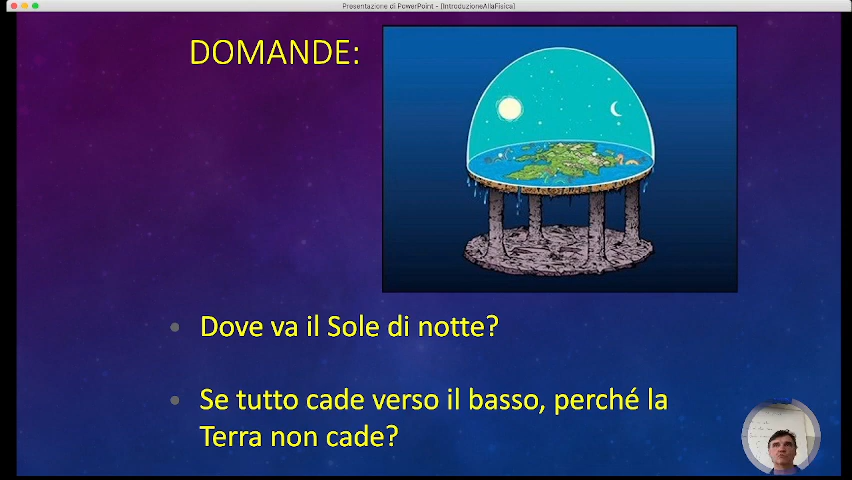 Presentazione di PowerPoint - [IntroduzioneAllaFisica]
DOMANDE:
Dove va il Sole di notte?
Se tutto cade verso il basso, perché la
Terra non cade?